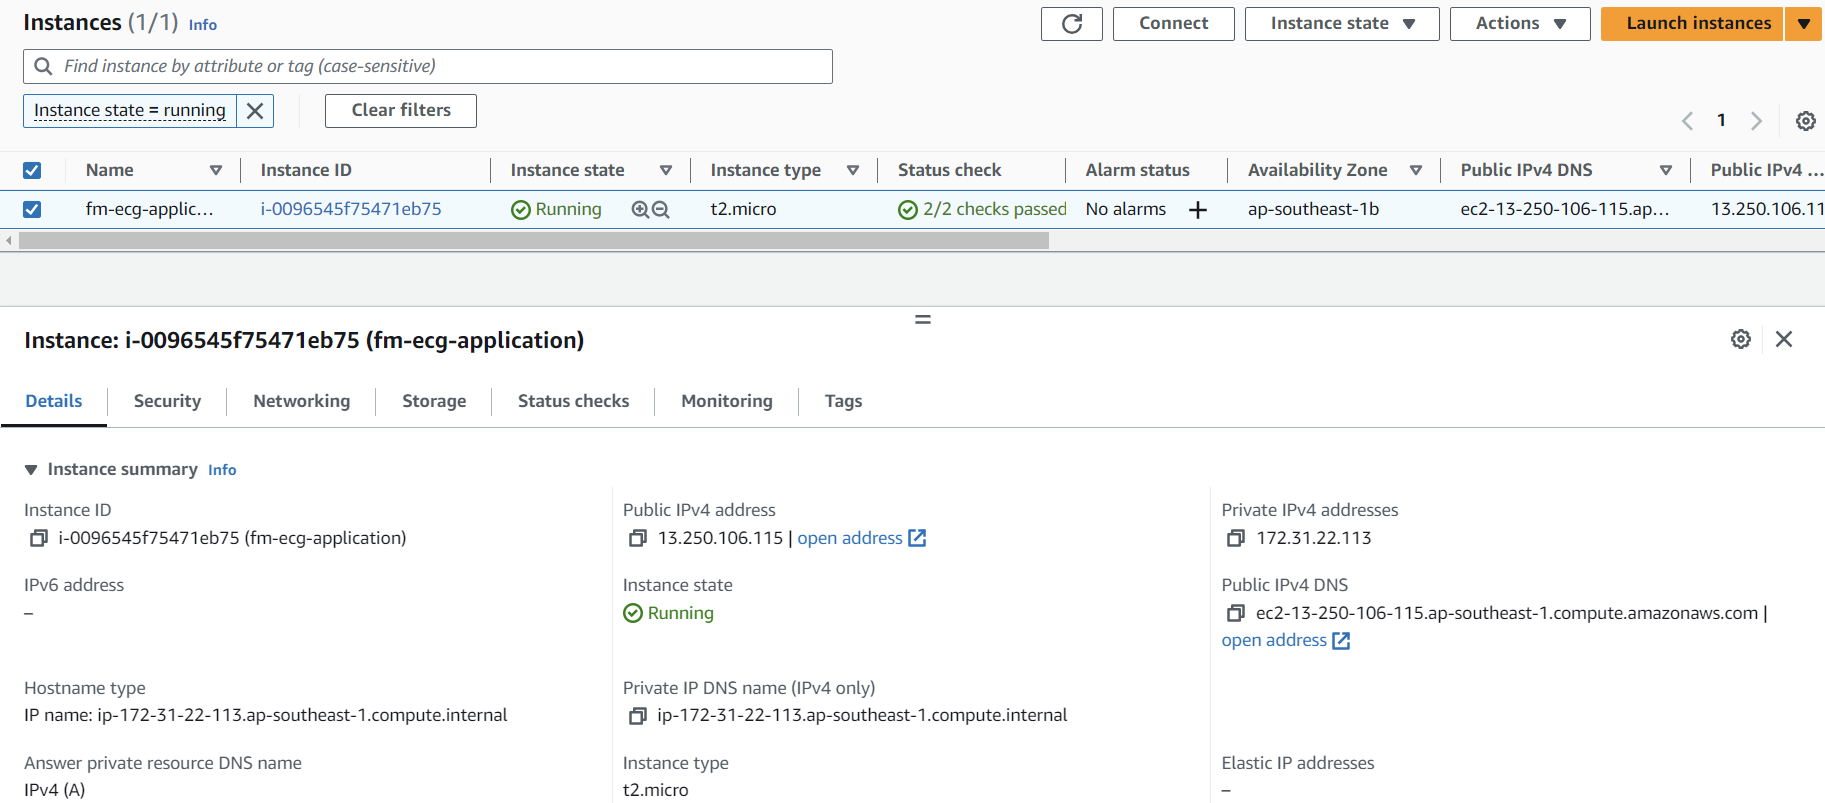 Instances (1/1) Info
Connect
Instance state
Actions
Launch instances
Find instance by attribute or tag (case-sensitive)
Instance state = running
Clear filters
1
Name Instance ID Instance state Instance type Status check Alarm status Availability Zone Public IPv4 DNS Public IPv4 ...
fm-ecg-applic... i-0096545f75471eb75 Running t2.micro 2/2 checks passed No alarms + ap-southeast-1b ec2-13-250-106-115.ap... 13.250.106.11
Instance: i-0096545f75471eb75 (fm-ecg-application)
Details Security Networking Storage Status checks Monitoring Tags
Instance summary Info
Instance ID
i-0096545f75471eb75 (fm-ecg-application)
Public IPv4 address
13.250.106.115 | open address
Private IPv4 addresses
172.31.22.113
IPv6 address
–
Instance state
Running
Public IPv4 DNS
ec2-13-250-106-115.ap-southeast-1.compute.amazonaws.com |
open address
Hostname type
IP name: ip-172-31-22-113.ap-southeast-1.compute.internal
Private IP DNS name (IPv4 only)
ip-172-31-22-113.ap-southeast-1.compute.internal
Answer private resource DNS name
IPv4 (A)
Instance type
t2.micro
Elastic IP addresses
–